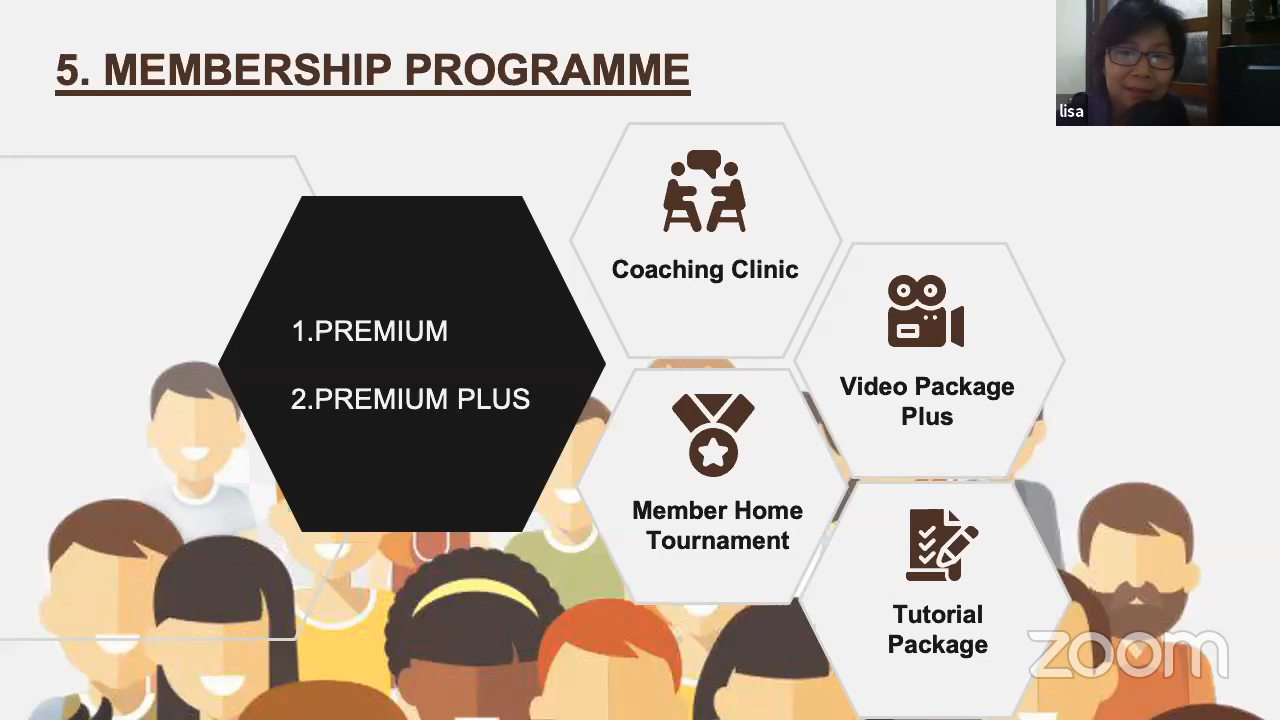 5. MEMBERSHIP PROGRAMME
lisa
1.PREMIUM
2.PREMIUM PLUS
Coaching Clinic
Video Package
Plus
Member Home
Tournament
Tutorial
Package
zoom